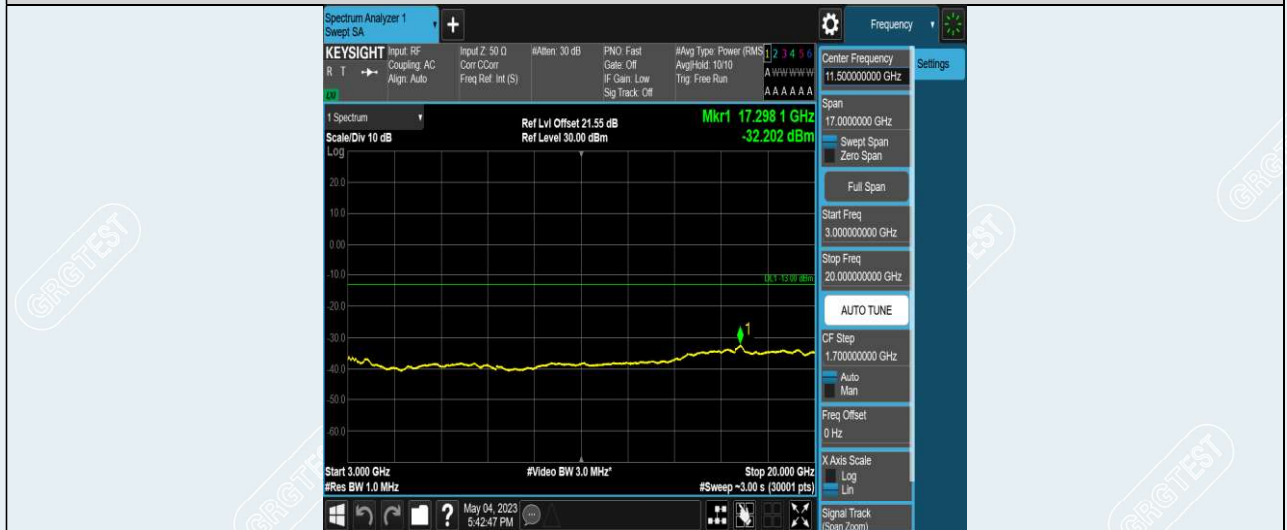 Spectrum Analyzer 1
Swept SA
+
Frequency
KEYSIGHT
R T
LXI
Input: RF
Coupling: AC
Align: Auto
Input Z: 50 Ω
Corr CCorr
Freq Ref: Int (S)
#Atten: 30 dB
PNO: Fast
Gate: Off
IF Gain: Low
Sig Track: Off
#Avg Type: Power (RMS
Avg|Hold: 10/10
Trig: Free Run
1 2 3 4 5 6
A W W W W W
A A A A A A
1 Spectrum
Scale/Div 10 dB
Ref Lvl Offset 21.55 dB
Ref Level 30.00 dBm
Mkr1 17.298 1 GHz
-32.202 dBm
Log
20.0
10.0
0.00
-10.0
-20.0
-30.0
-40.0
-50.0
-60.0
DL1 -13.00 dBm
1
Start 3.000 GHz
#Res BW 1.0 MHz
#Video BW 3.0 MHz*
Stop 20.000 GHz
#Sweep ~3.00 s (30001 pts)
May 04, 2023
5:42:47 PM
Center Frequency
11.500000000 GHz
Settings
Span
17.0000000 GHz
Swept Span
Zero Span
Full Span
Start Freq
3.000000000 GHz
Stop Freq
20.000000000 GHz
AUTO TUNE
CF Step
1.700000000 GHz
Auto
Man
Freq Offset
0 Hz
X Axis Scale
Log
Lin
Signal Track
(Span Zoom)
GRGTEST
GRGTEST
GRGTEST
GRGTEST